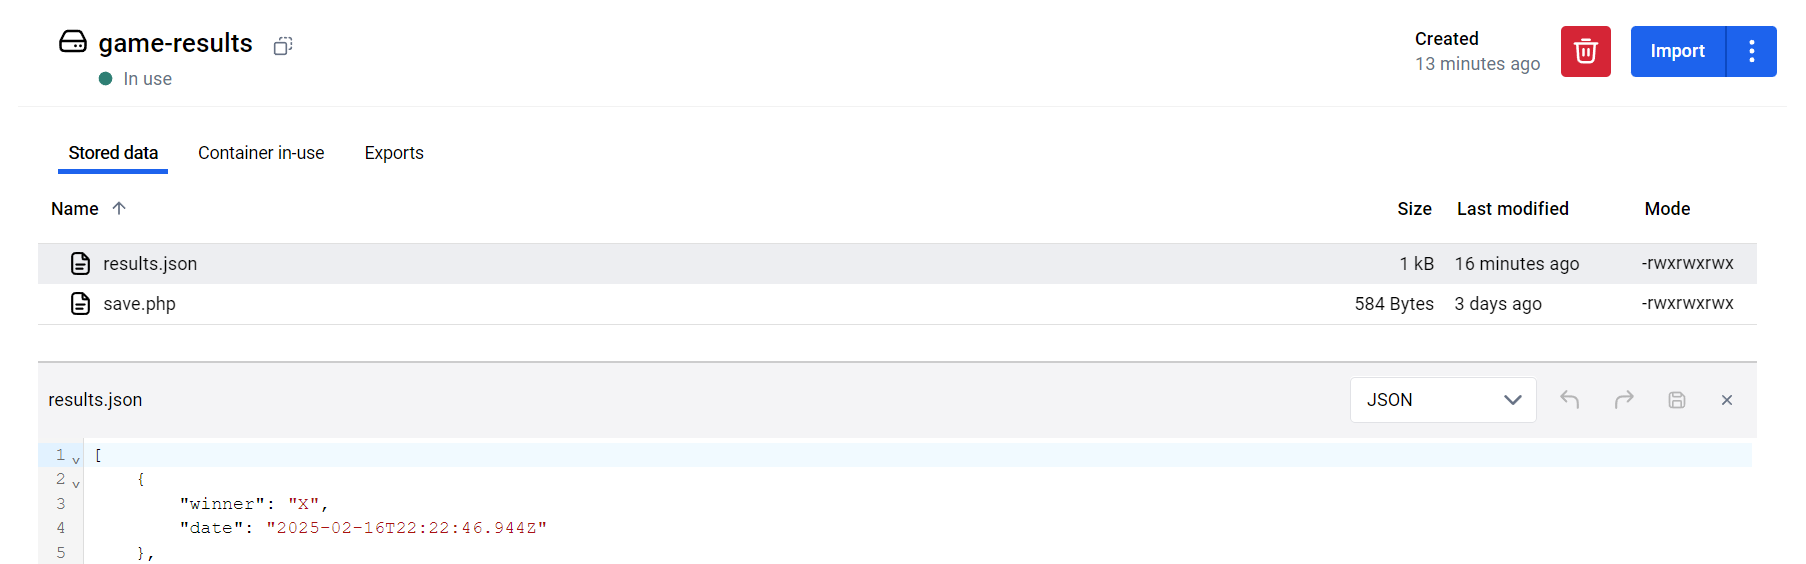 game-results
In use
Created
13 minutes ago
Import
Stored data Container in-use Exports
Name Size Last modified Mode
results.json 1 kB 16 minutes ago -rwxrwxrwx
save.php 584 Bytes 3 days ago -rwxrwxrwx
results.json JSON
1 [
2 {
3 "winner": "X",
4 "date": "2025-02-16T22:22:46.944Z"
5 },